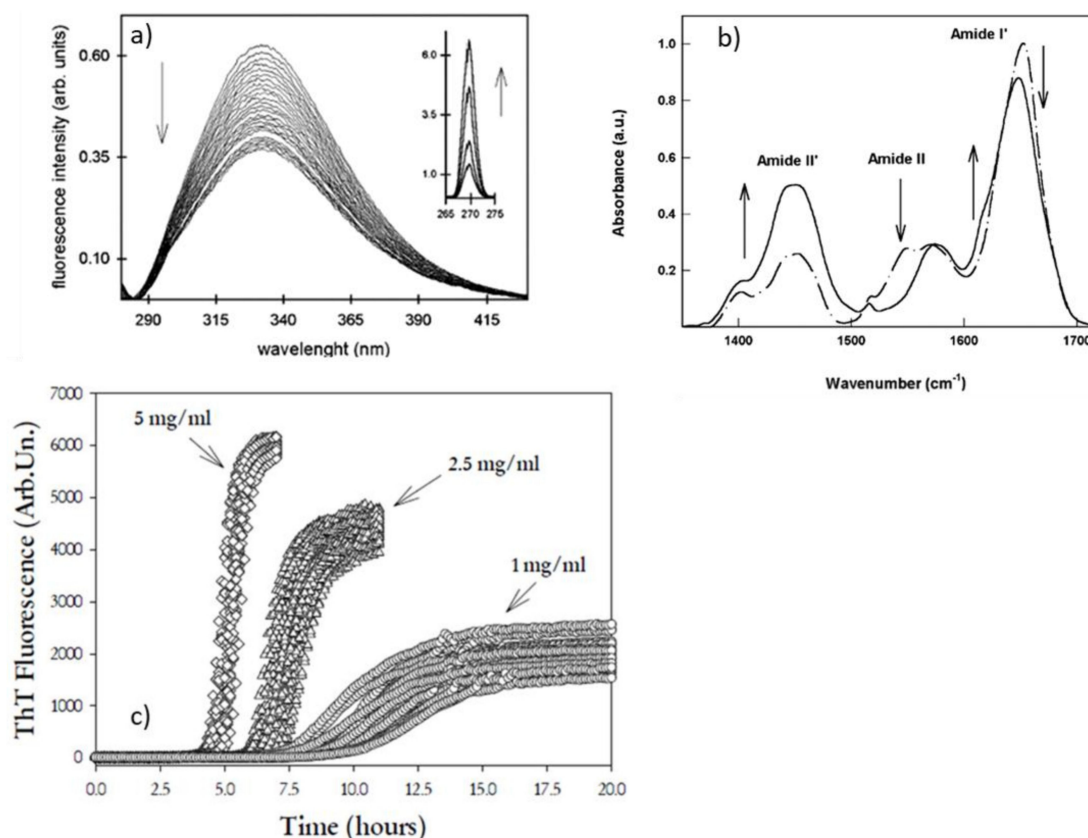 a)
fluorescence intensity (arb. units)
0.60
0.35
0.10
290 315 340 365 390 415
wavelenght (nm)
6.0
3.5
1.0
265 270 275
b)
Amide I'
Amide II'
Amide II
Absorbance (a.u.)
1.0
0.8
0.6
0.4
0.2
1400 1500 1600 1700
Wavenumber (cm-1)
c)
ThT Fluorescence (Arb.Un.)
7000
6000
5000
4000
3000
2000
1000
0
5 mg/ml
2.5 mg/ml
1 mg/ml
0.0 2.5 5.0 7.5 10.0 12.5 15.0 17.5 20.0
Time (hours)